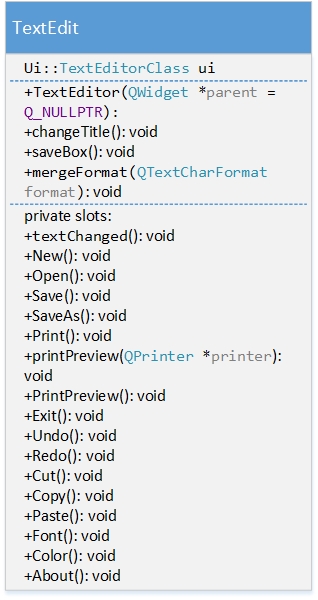 TextEdit
Ui::TextEditorClass ui
+TextEditor(QWidget *parent =
Q_NULLPTR):
+changeTitle(): void
+saveBox(): void
+mergeFormat(QTextCharFormat
format): void
private slots:
+textChanged(): void
+New(): void
+Open(): void
+Save(): void
+SaveAs(): void
+Print(): void
+printPreview(QPrinter *printer):
void
+PrintPreview(): void
+Exit(): void
+Undo(): void
+Redo(): void
+Cut(): void
+Copy(): void
+Paste(): void
+Font(): void
+Color(): void
+About(): void